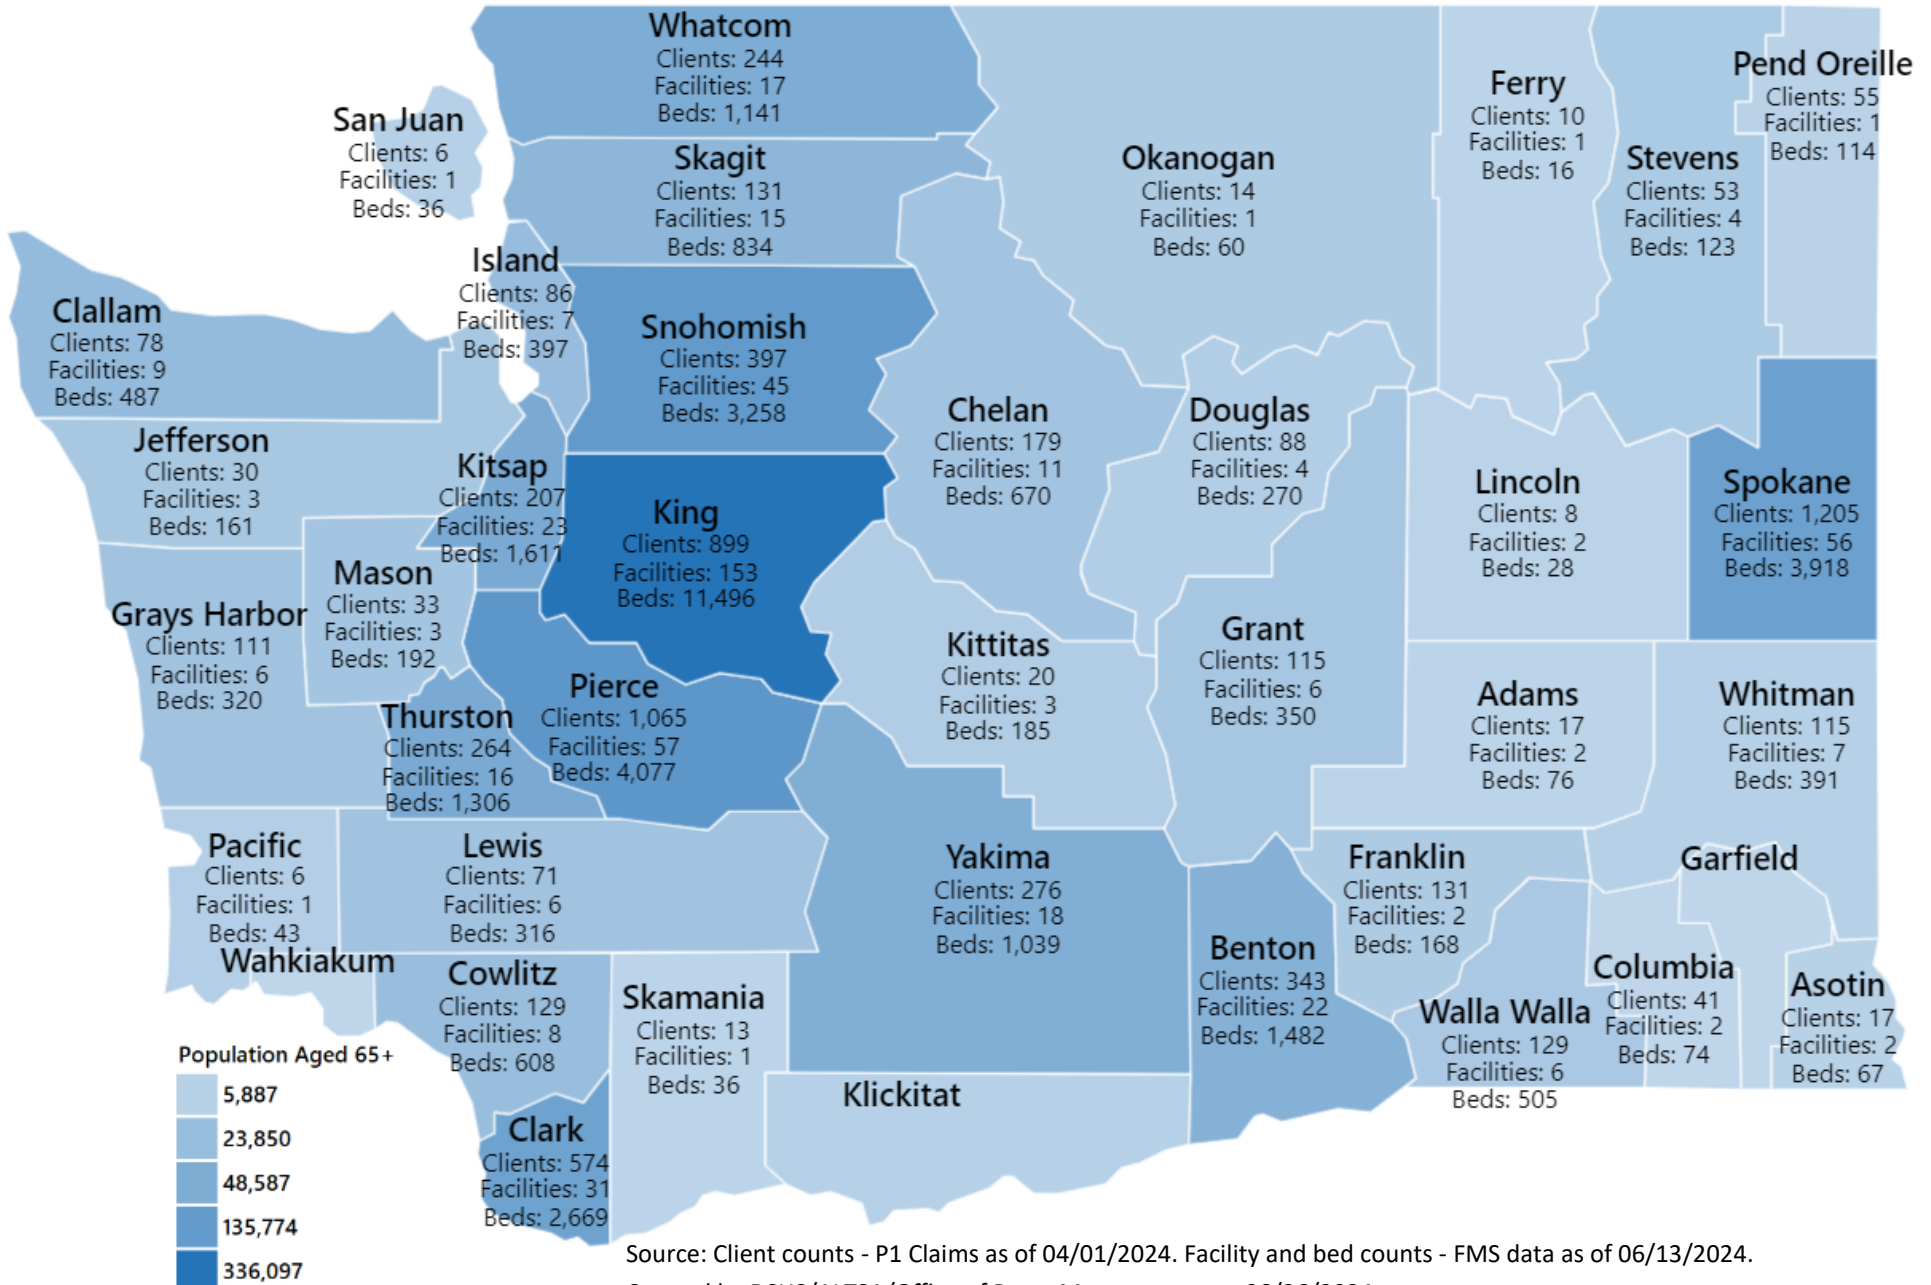 Whatcom
Clients: 244
Facilities: 17
Beds: 1,141
San Juan
Clients: 6
Facilities: 1
Beds: 36
Skagit
Clients: 131
Facilities: 15
Beds: 834
Okanogan
Clients: 14
Facilities: 1
Beds: 60
Ferry
Clients: 10
Facilities: 1
Beds: 16
Stevens
Clients: 53
Facilities: 4
Beds: 123
Pend Oreille
Clients: 55
Facilities: 1
Beds: 114
Island
Clients: 86
Facilities: 7
Beds: 397
Clallam
Clients: 78
Facilities: 9
Beds: 487
Snohomish
Clients: 397
Facilities: 45
Beds: 3,258
Jefferson
Clients: 30
Facilities: 3
Beds: 161
Kitsap
Clients: 207
Facilities: 23
Beds: 1,611
King
Clients: 899
Facilities: 153
Beds: 11,496
Chelan
Clients: 179
Facilities: 11
Beds: 670
Douglas
Clients: 88
Facilities: 4
Beds: 270
Lincoln
Clients: 8
Facilities: 2
Beds: 28
Spokane
Clients: 1,205
Facilities: 56
Beds: 3,918
Grays Harbor
Clients: 111
Facilities: 6
Beds: 320
Mason
Clients: 33
Facilities: 3
Beds: 192
Thurston
Clients: 264
Facilities: 16
Beds: 1,306
Pierce
Clients: 1,065
Facilities: 57
Beds: 4,077
Kittitas
Clients: 20
Facilities: 3
Beds: 185
Grant
Clients: 115
Facilities: 6
Beds: 350
Adams
Clients: 17
Facilities: 2
Beds: 76
Whitman
Clients: 115
Facilities: 7
Beds: 391
Pacific
Clients: 6
Facilities: 1
Beds: 43
Wahkiakum
Lewis
Clients: 71
Facilities: 6
Beds: 316
Yakima
Clients: 276
Facilities: 18
Beds: 1,039
Benton
Clients: 343
Facilities: 22
Beds: 1,482
Franklin
Clients: 131
Facilities: 2
Beds: 168
Garfield
Cowlitz
Clients: 129
Facilities: 8
Beds: 608
Skamania
Clients: 13
Facilities: 1
Beds: 36
Walla Walla
Clients: 129
Facilities: 6
Beds: 505
Columbia
Clients: 41
Facilities: 2
Beds: 74
Asotin
Clients: 17
Facilities: 2
Beds: 67
Klickitat
Clark
Clients: 574
Facilities: 31
Beds: 2,669
Population Aged 65+
5,887
23,850
48,587
135,774
336,097
Source: Client counts - P1 Claims as of 04/01/2024. Facility and bed counts - FMS data as of 06/13/2024.